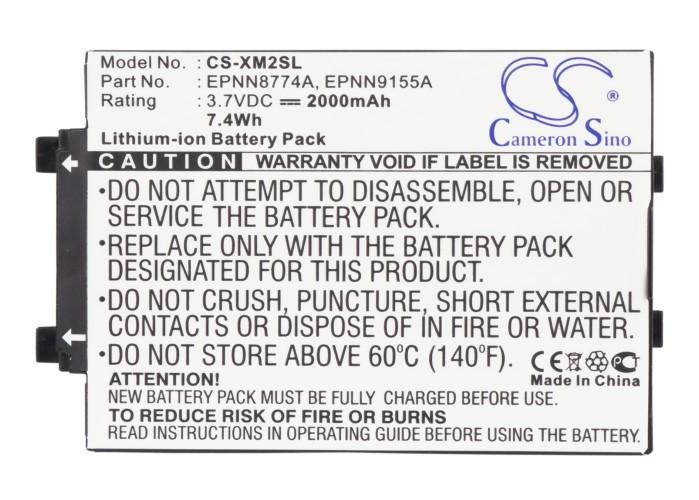 Model No. : CS-XM2SL
Part No. : EPNN8774A, EPNN9155A
Rating : 3.7VDC ⎓ 2000mAh
7.4Wh
Lithium-ion Battery Pack
CS®
Cameron Sino
CAUTION WARRANTY VOID IF LABEL IS REMOVED
•DO NOT ATTEMPT TO DISASSEMBLE, OPEN OR
SERVICE THE BATTERY PACK.
•REPLACE ONLY WITH THE BATTERY PACK
DESIGNATED FOR THIS PRODUCT.
•DO NOT CRUSH, PUNCTURE, SHORT EXTERNAL
CONTACTS OR DISPOSE OF IN FIRE OR WATER.
•DO NOT STORE ABOVE 60°C (140°F).
CE
Made In China
ATTENTION!
NEW BATTERY PACK MUST BE FULLY CHARGED BEFORE USE.
TO REDUCE RISK OF FIRE OR BURNS
READ INSTRUCTIONS AND OPERATING GUIDE BEFORE USING THE BATTERY.